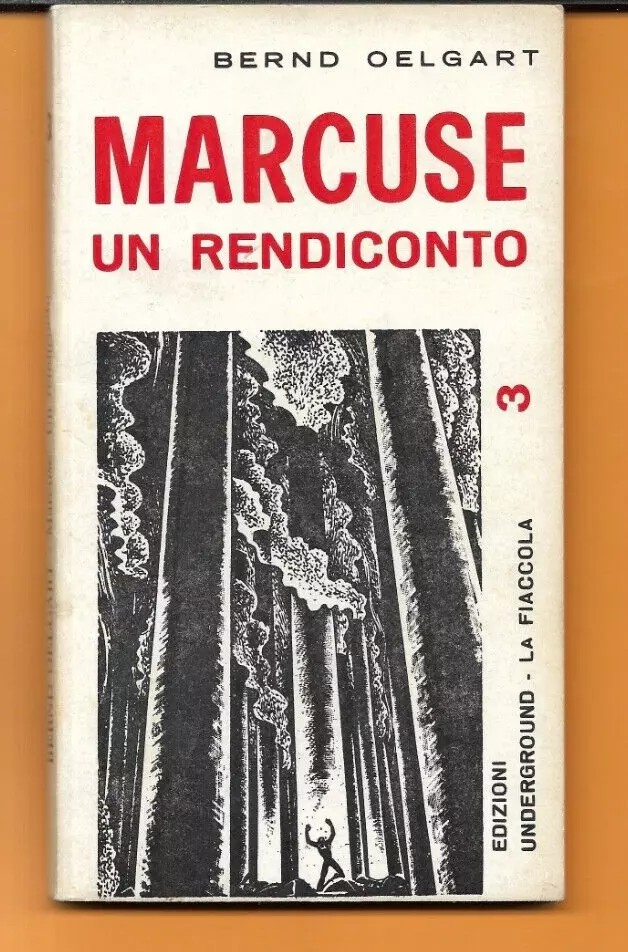 BERND OELGART
MARCUSE
UN RENDICONTO
3
EDIZIONI
UNDERGROUND - LA FIACCOLA